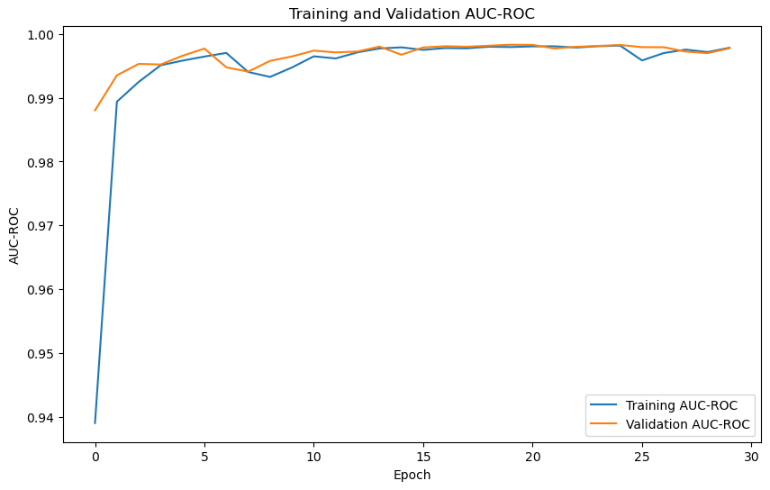 Training and Validation AUC-ROC
1.00
0.99
0.98
0.97
0.96
0.95
0.94
AUC-ROC
0 5 10 15 20 25 30
Epoch
Training AUC-ROC
Validation AUC-ROC